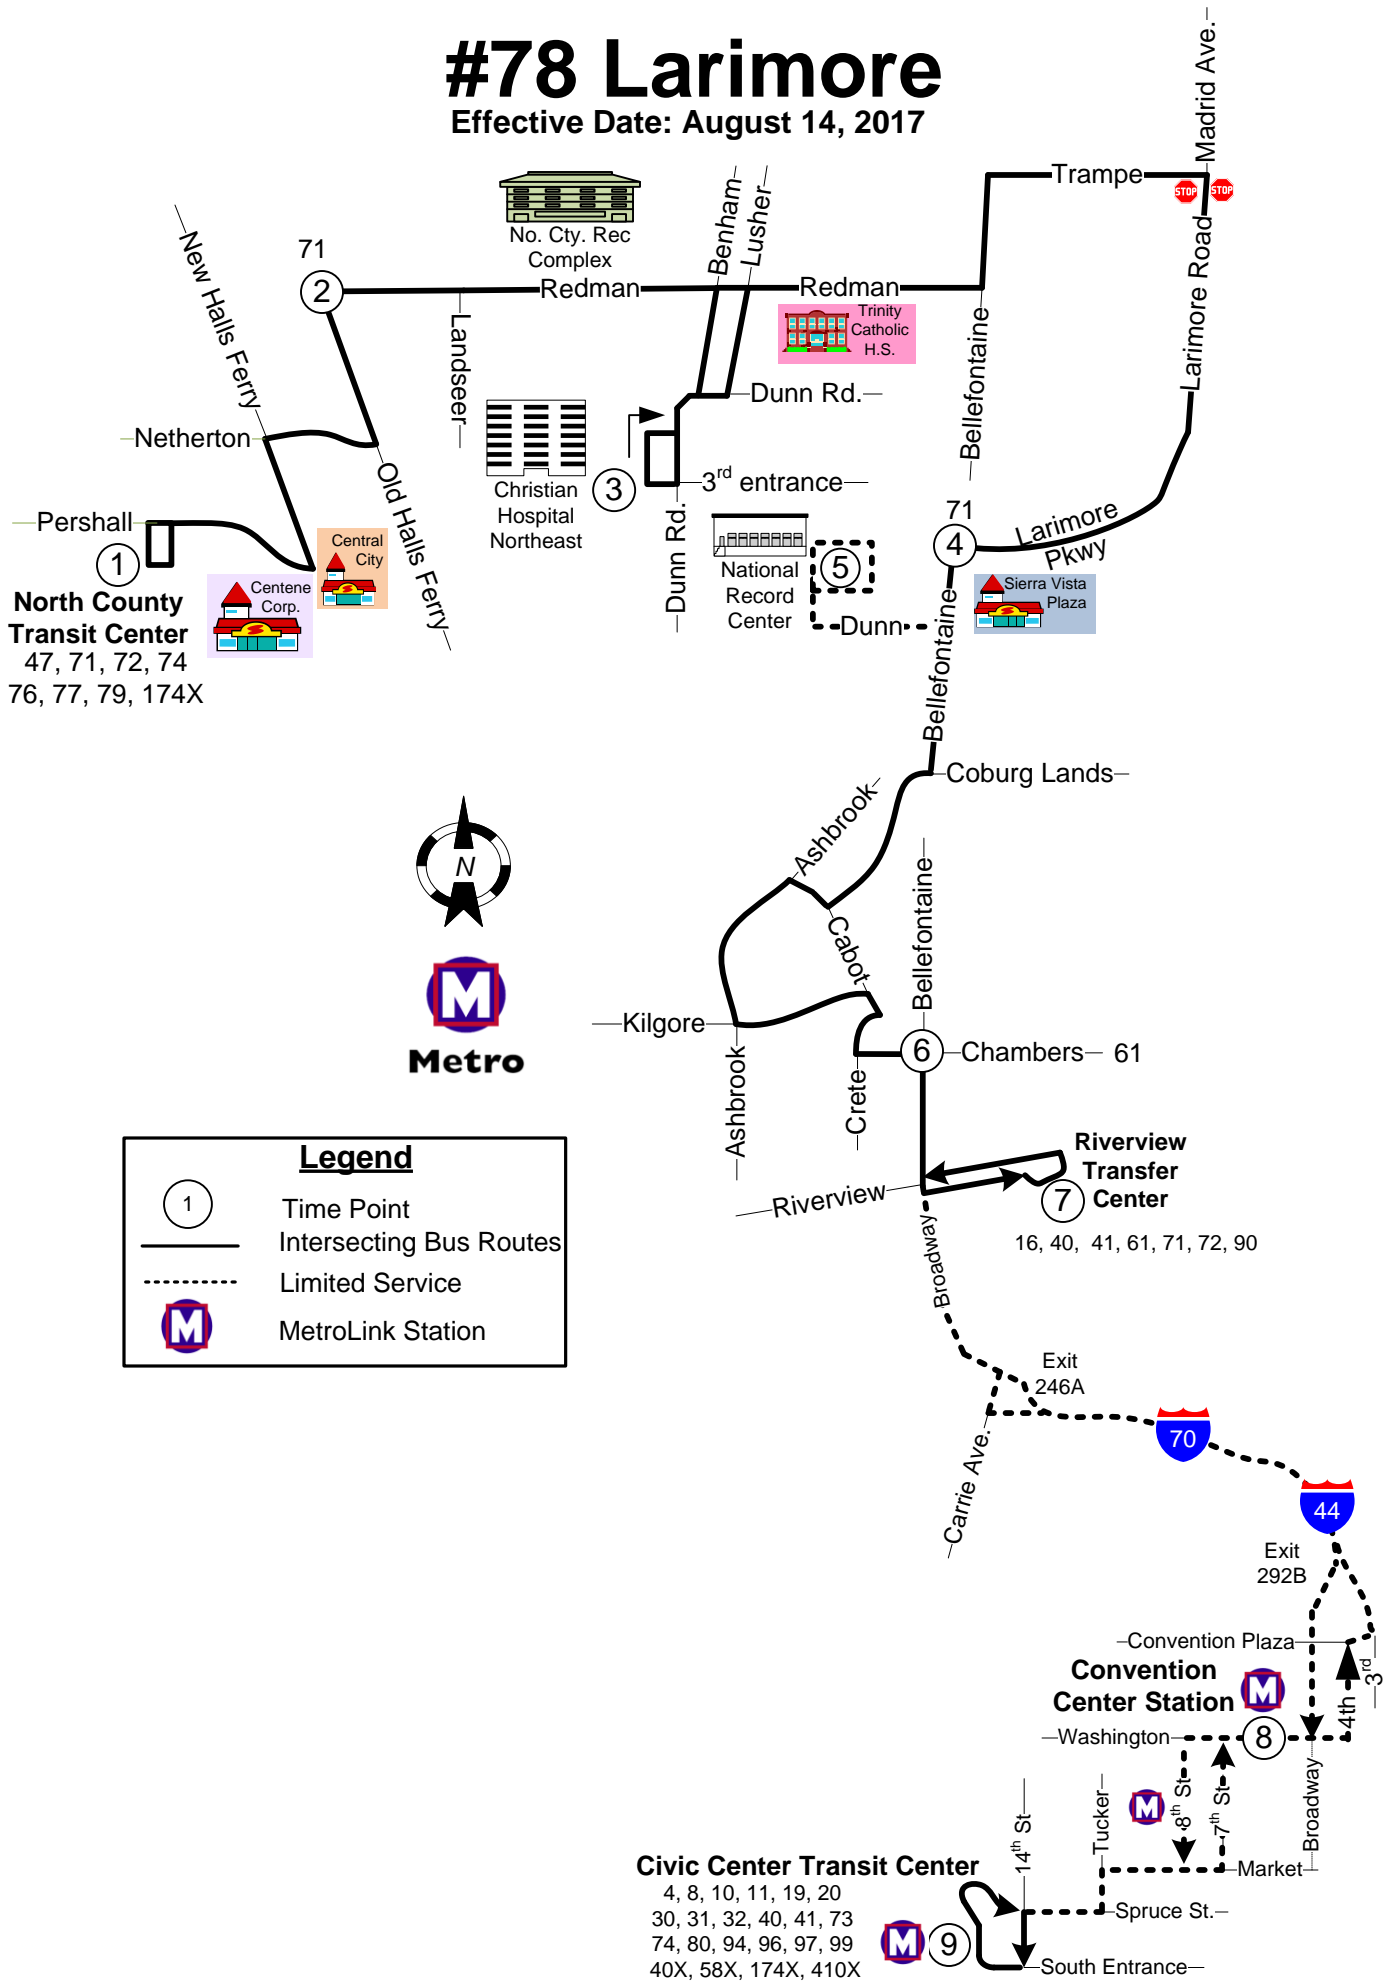 #78 Larimore
Effective Date: August 14, 2017
Madrid Ave.
Trampe
STOP
STOP
Larimore Road
No. Cty. Rec
Complex
Benham
Lusher
New Halls Ferry
71
2
Redman
Redman
Landseer
Trinity
Catholic
H.S.
Bellefontaine
Dunn Rd.
Netherton
Old Halls Ferry
Christian
Hospital
Northeast
3
3rd entrance
Dunn Rd.
Pershall
1
North County
Transit Center
47, 71, 72, 74
76, 77, 79, 174X
Centene
Corp.
Central
City
71
4
Larimore
Pkwy
National
Record
Center
5
Dunn
Sierra Vista
Plaza
Bellefontaine
Coburg Lands
Ashbrook
N
Metro
Cabot
Bellefontaine
Kilgore
Ashbrook
6
Chambers
61
Crete
Riverview
Riverview
Transfer
Center
7
16, 40, 41, 61, 71, 72, 90
Legend
1
Time Point
Intersecting Bus Routes
Limited Service
M
MetroLink Station
Broadway
Exit
246A
Carrie Ave.
70
44
Exit
292B
Convention Plaza
3rd
Convention
Center Station
M
4th
Washington
8
M
8th St
7th St
Broadway
Tucker
14th St
Market
Civic Center Transit Center
4, 8, 10, 11, 19, 20
30, 31, 32, 40, 41, 73
74, 80, 94, 96, 97, 99
40X, 58X, 174X, 410X
M
9
Spruce St.
South Entrance